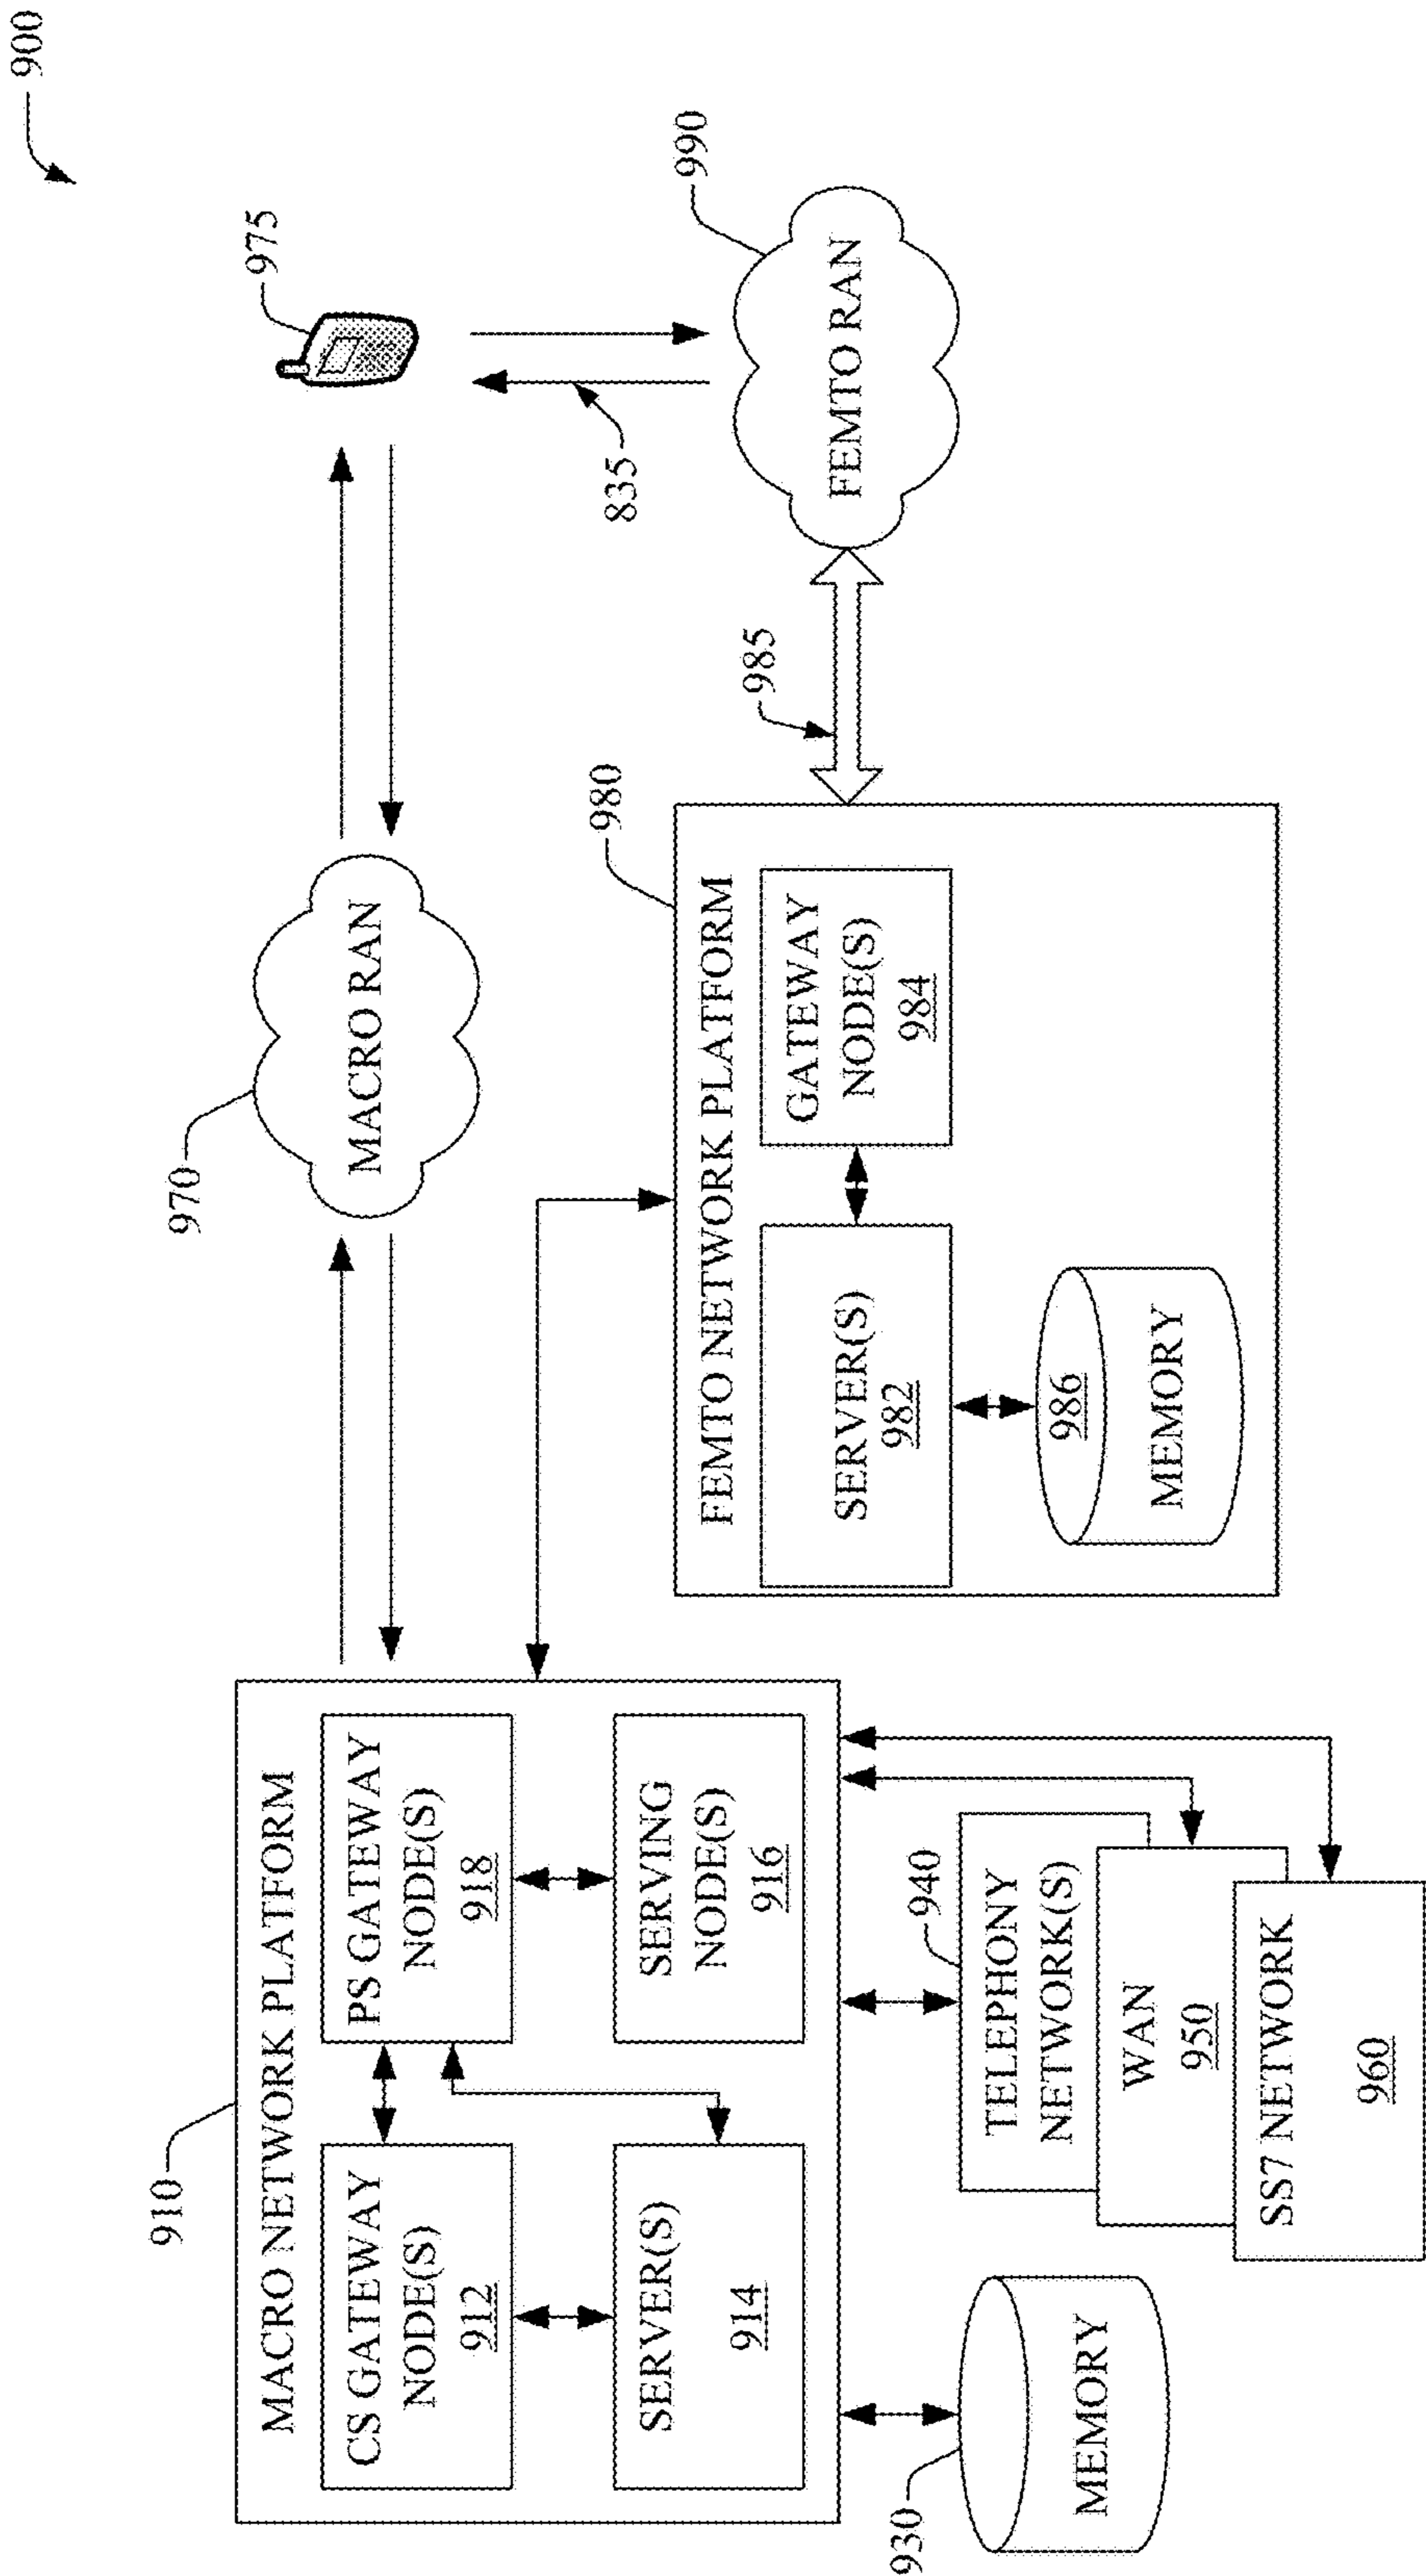 900
975
970
MACRO RAN
835
990
FEMTO RAN
985
980
FEMTO NETWORK PLATFORM
SERVER(S)
982
GATEWAY
NODE(S)
984
986
MEMORY
910
MACRO NETWORK PLATFORM
CS GATEWAY
NODE(S)
912
PS GATEWAY
NODE(S)
918
SERVER(S)
914
SERVING
NODE(S)
916
930
MEMORY
940
TELEPHONY
NETWORK(S)
WAN
950
SS7 NETWORK
960